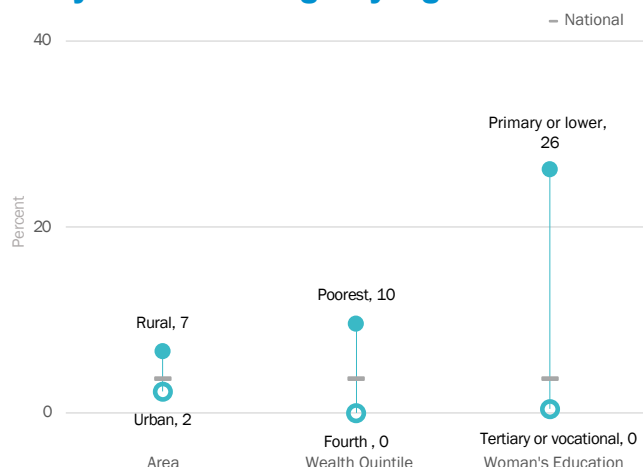 – National
40
Primary or lower,
26
Percent
20
Poorest, 10
Rural, 7
0
Urban, 2
Fourth , 0
Tertiary or vocational, 0
Area
Wealth Quintile
Woman's Education